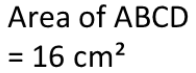 Area of ABCD
= 16 cm²